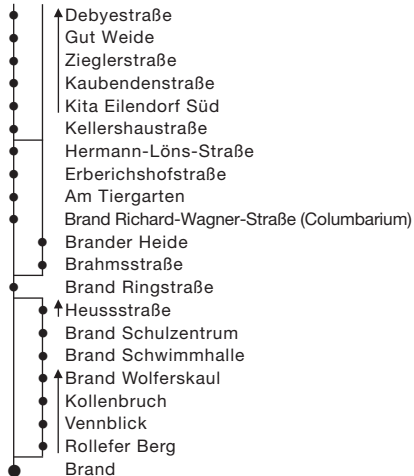 Debyestraße
Gut Weide
Zieglerstraße
Kaubendenstraße
Kita Eilendorf Süd
Kellershaustraße
Hermann-Löns-Straße
Erberichshofstraße
Am Tiergarten
Brand Richard-Wagner-Straße (Columbarium)
Brander Heide
Brahmsstraße
Brand Ringstraße
Heussstraße
Brand Schulzentrum
Brand Schwimmhalle
Brand Wolferskaul
Kollenbruch
Vennblick
Rollefer Berg
Brand